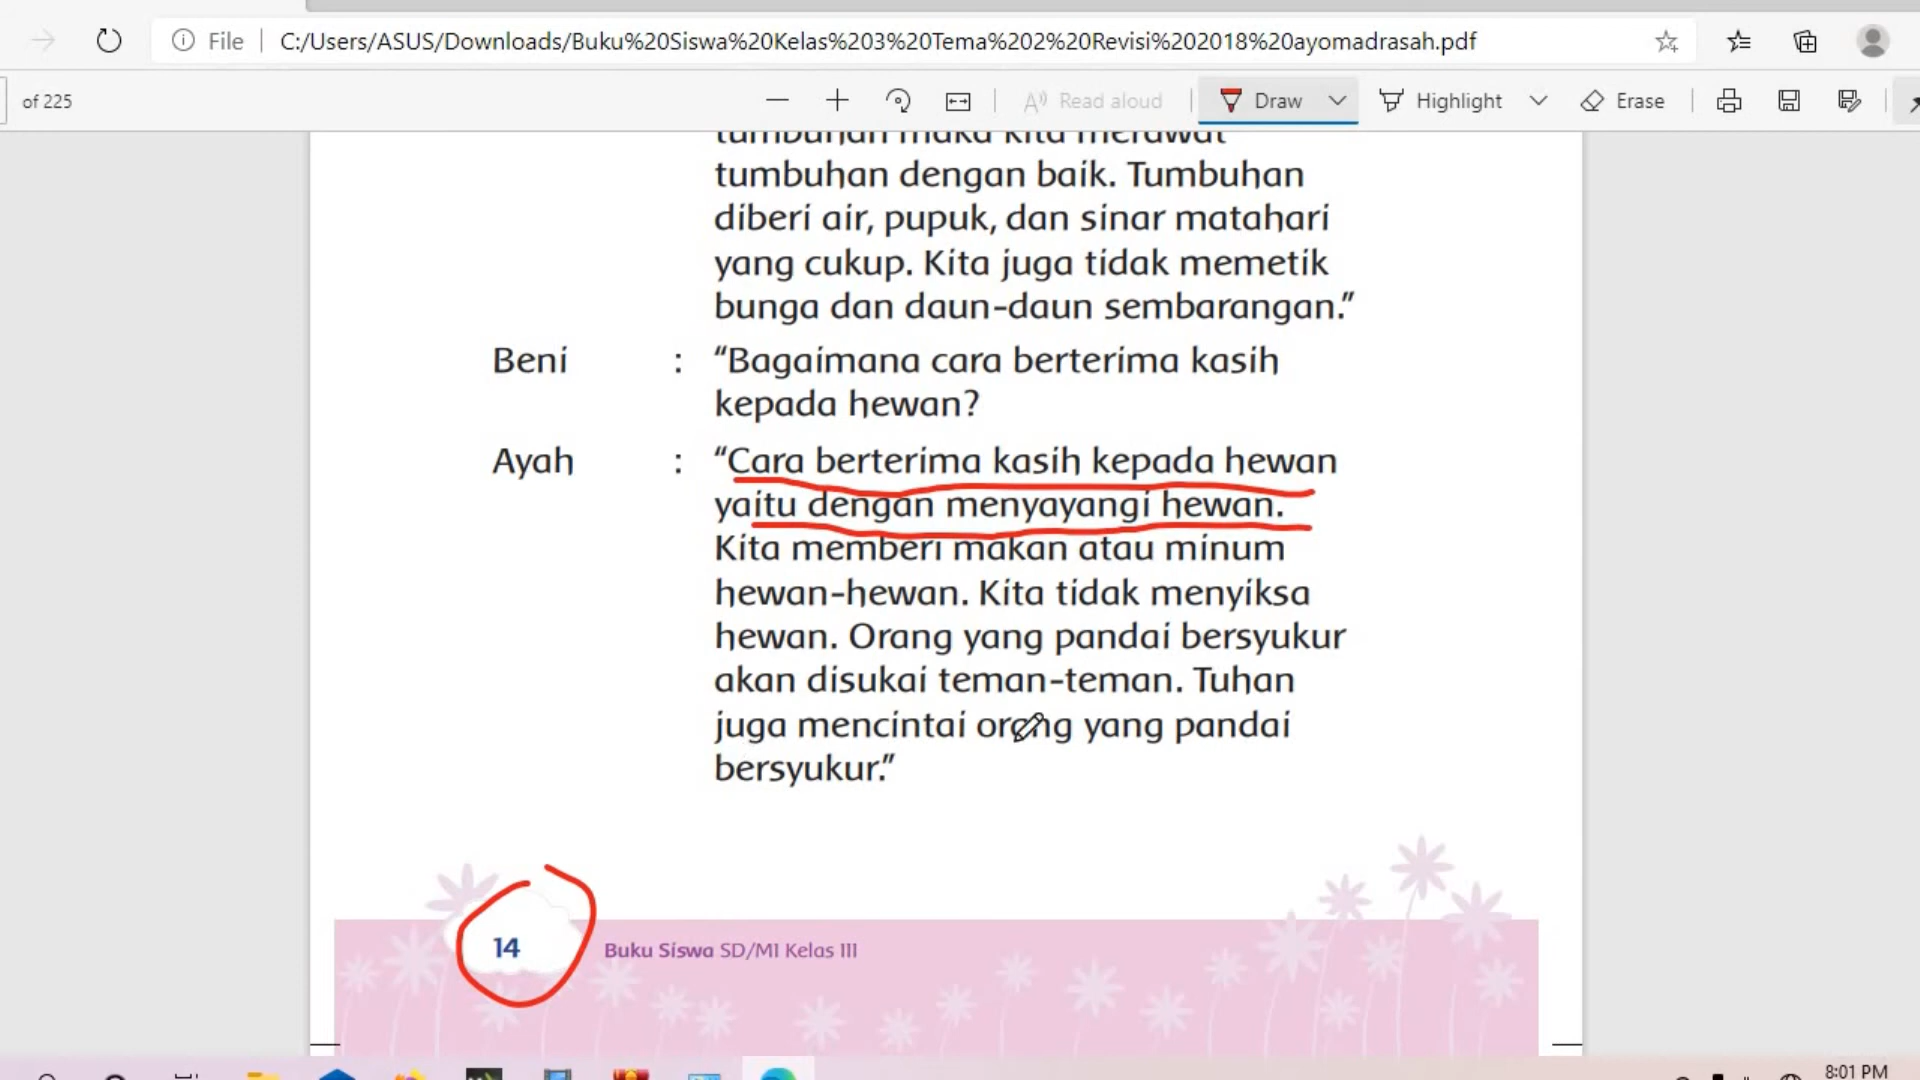 File
C:/Users/ASUS/Downloads/Buku%20Siswa%20Kelas%203%20Tema%202%20Revisi%202018%20ayomadrasah.pdf
of 225
Read aloud
Draw
Highlight
Erase
tumbuhan maka kita merawat
tumbuhan dengan baik. Tumbuhan
diberi air, pupuk, dan sinar matahari
yang cukup. Kita juga tidak memetik
bunga dan daun-daun sembarangan.”
Beni : “Bagaimana cara berterima kasih
kepada hewan?
Ayah : “Cara berterima kasih kepada hewan
yaitu dengan menyayangi hewan.
Kita memberi makan atau minum
hewan-hewan. Kita tidak menyiksa
hewan. Orang yang pandai bersyukur
akan disukai teman-teman. Tuhan
juga mencintai orang yang pandai
bersyukur.”
14
Buku Siswa SD/MI Kelas III
8:01 PM